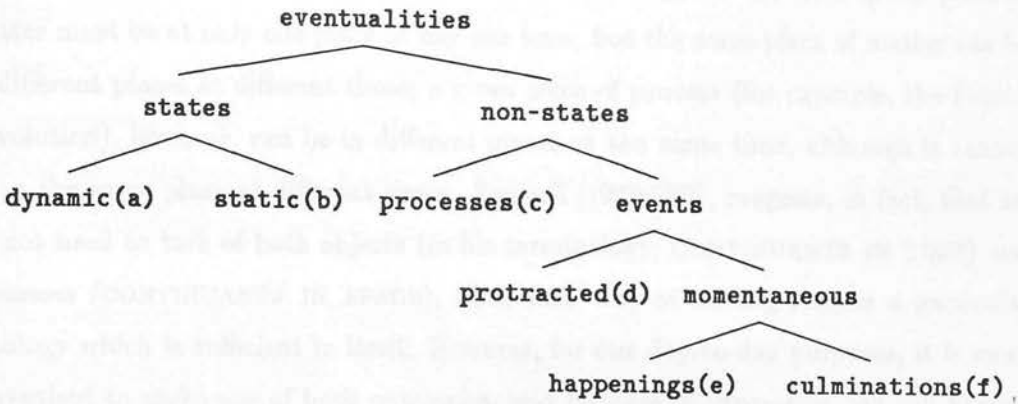 eventualities
states non-states
dynamic(a) static(b) processes(c) events
protracted(d) momentaneous
happenings(e) culminations(f)